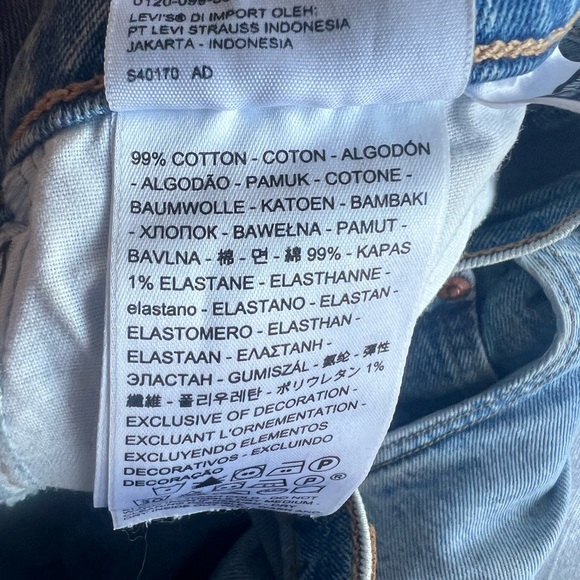 LEVI'S® DI IMPORT OLEH:
PT LEVI STRAUSS INDONESIA
JAKARTA - INDONESIA
S40170 AD
99% COTTON - COTON - ALGODÓN
- ALGODÃO - PAMUK - COTONE -
BAUMWOLLE - KATOEN - BAMBAKI
- ХЛОПОК - BAWEŁNA - PAMUT -
BAVLNA - 棉 - 면 - 綿 99% - KAPAS
1% ELASTANE - ELASTHANNE -
elastano - ELASTANO - ELASTAN -
ELASTOMERO - ELASTHAN -
ELASTAAN - ΕΛΑΣΤΑΝΗ -
ЭЛАСТАН - GUMISZÁL - 氨纶 - 彈性
纖維 - 폴리우레탄 - ポリウレタン 1%
EXCLUSIVE OF DECORATION -
EXCLUANT L'ORNEMENTATION -
EXCLUYENDO ELEMENTOS
DECORATIVOS - EXCLUINDO
DECORAÇÃO